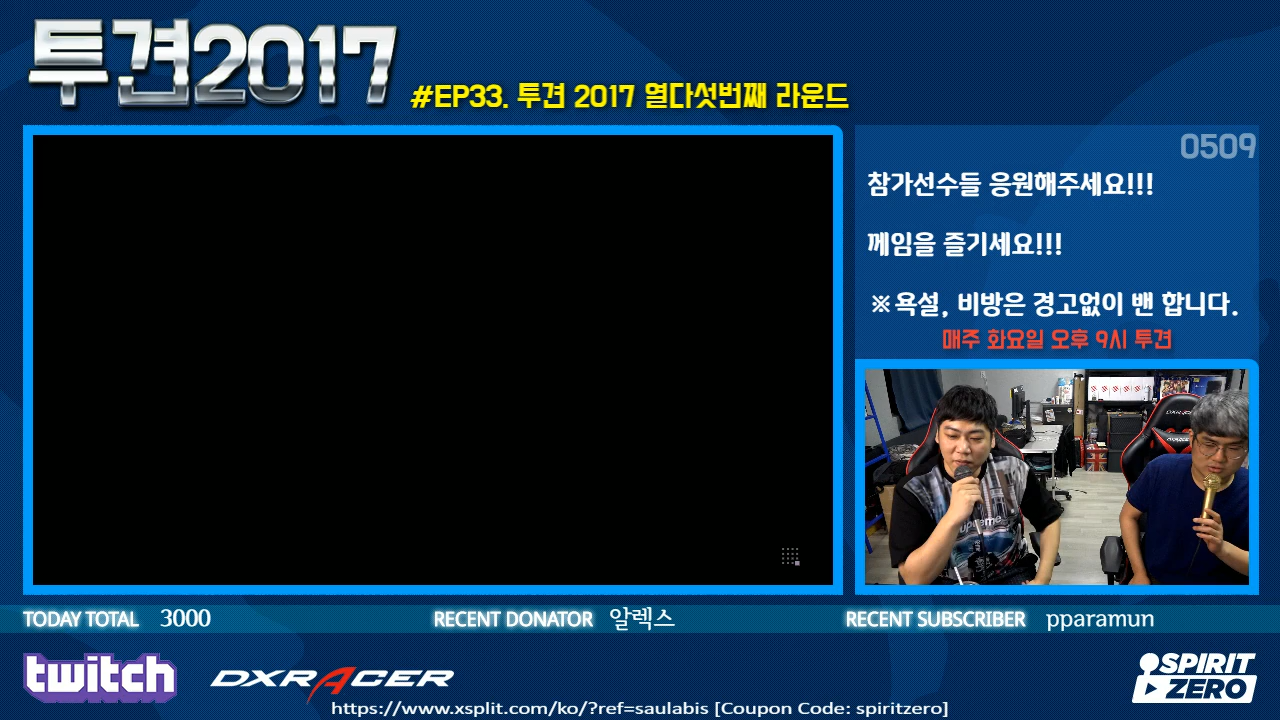 투견2017
#EP33. 투견 2017 열다섯번째 라운드
0509
참가선수들 응원해주세요!!!
께임을 즐기세요!!!
※욕설, 비방은 경고없이 밴 합니다.
매주 화요일 오후 9시 투견
DXRACER
Supreme
TODAY TOTAL 3000
RECENT DONATOR 알렉스
RECENT SUBSCRIBER pparamun
twitch
DXRACER
SPIRIT
ZERO
https://www.xsplit.com/ko/?ref=saulabis [Coupon Code: spiritzero]